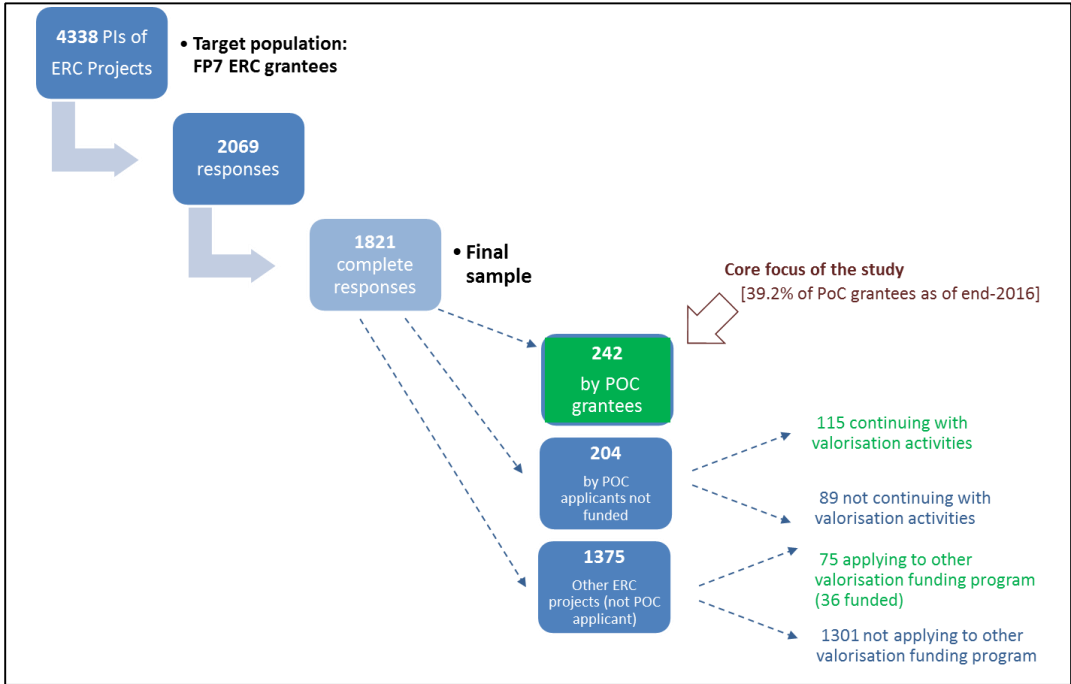 4338 PIs of
ERC Projects
• Target population:
FP7 ERC grantees
2069
responses
1821
complete
responses
• Final
sample
Core focus of the study
[39.2% of PoC grantees as of end-2016]
242
by POC
grantees
204
by POC
applicants not
funded
115 continuing with
valorisation activities
89 not continuing with
valorisation activities
1375
Other ERC
projects (not POC
applicant)
75 applying to other
valorisation funding program
(36 funded)
1301 not applying to other
valorisation funding program